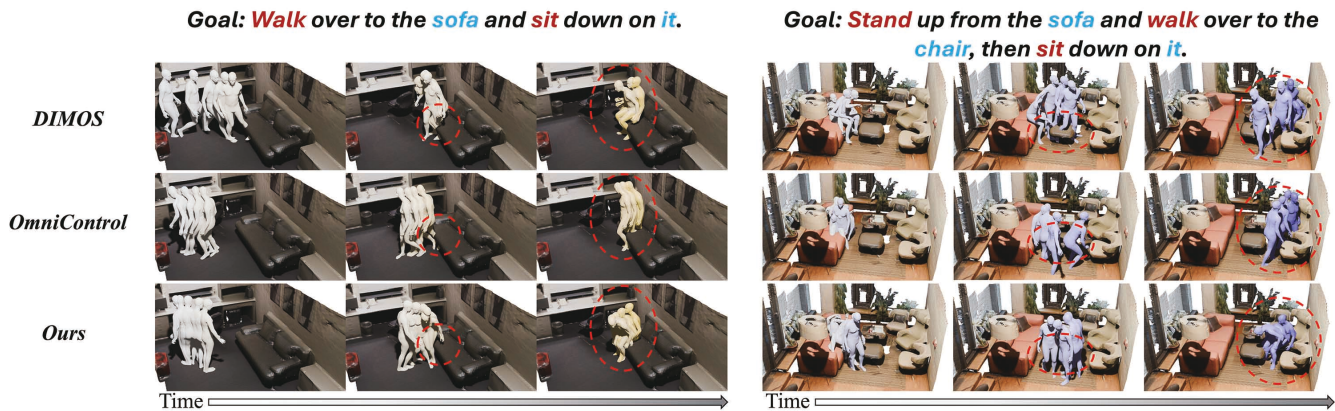 Goal: Walk over to the sofa and sit down on it.
Goal: Stand up from the sofa and walk over to the
chair, then sit down on it.
DIMOS
OmniControl
Ours
Time
Time